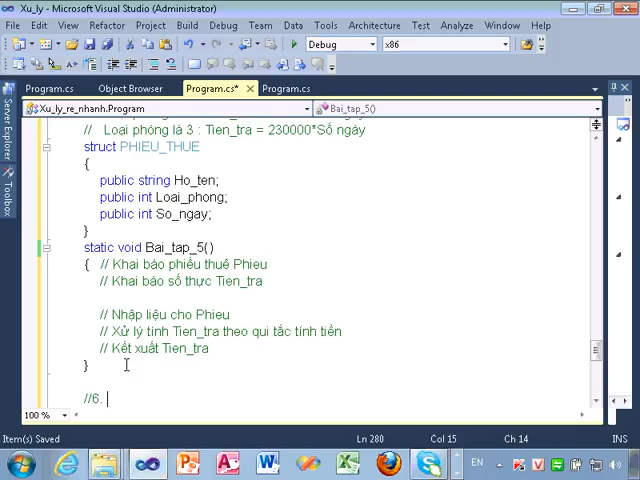 Xu_ly - Microsoft Visual Studio (Administrator)
File Edit View Refactor Project Build Debug Team Data Tools Architecture Test Analyze Window Help
Debug x86
Program.cs Object Browser Program.cs* Program.cs
Xu_ly_re_nhanh.Program Bai_tap_5()
Server Explorer
Toolbox
// Loại phòng là 3 : Tien_tra = 230000*Số ngày
struct PHIEU_THUE
{
public string Ho_ten;
public int Loai_phong;
public int So_ngay;
}
static void Bai_tap_5()
{ // Khai báo phiếu thuê Phieu
// Khai báo số thực Tien_tra
// Nhập liệu cho Phieu
// Xử lý tính Tien_tra theo qui tắc tính tiền
// Kết xuất Tien_tra
}
//6.
100 %
Item(s) Saved Ln 280 Col 15 Ch 14 INS
EN